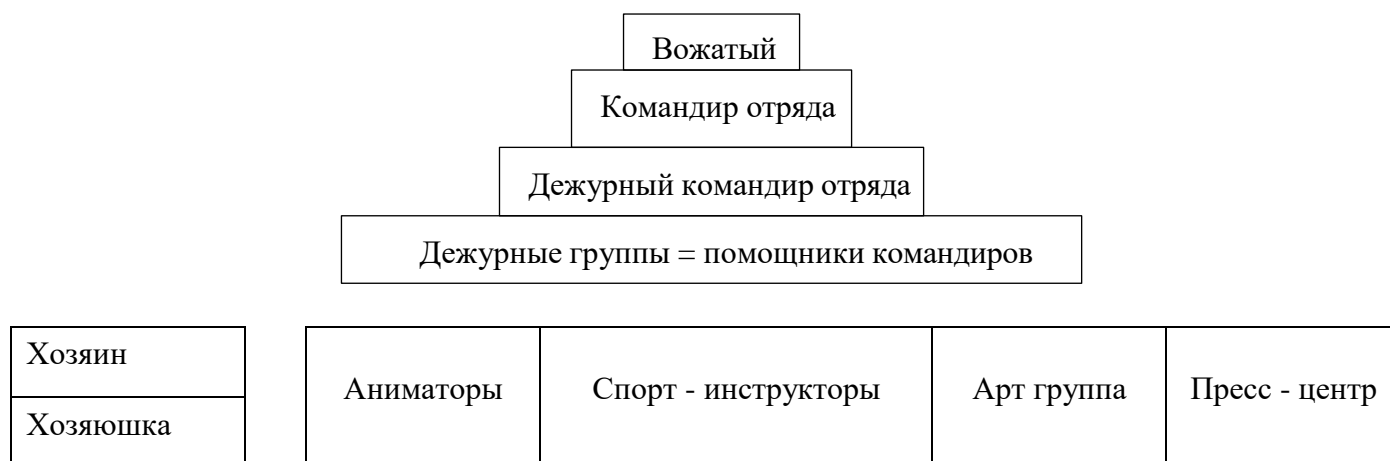 Вожатый
Командир отряда
Дежурный командир отряда
Дежурные группы = помощники командиров
Хозяин
Хозяюшка
Аниматоры
Спорт - инструкторы
Арт группа
Пресс - центр